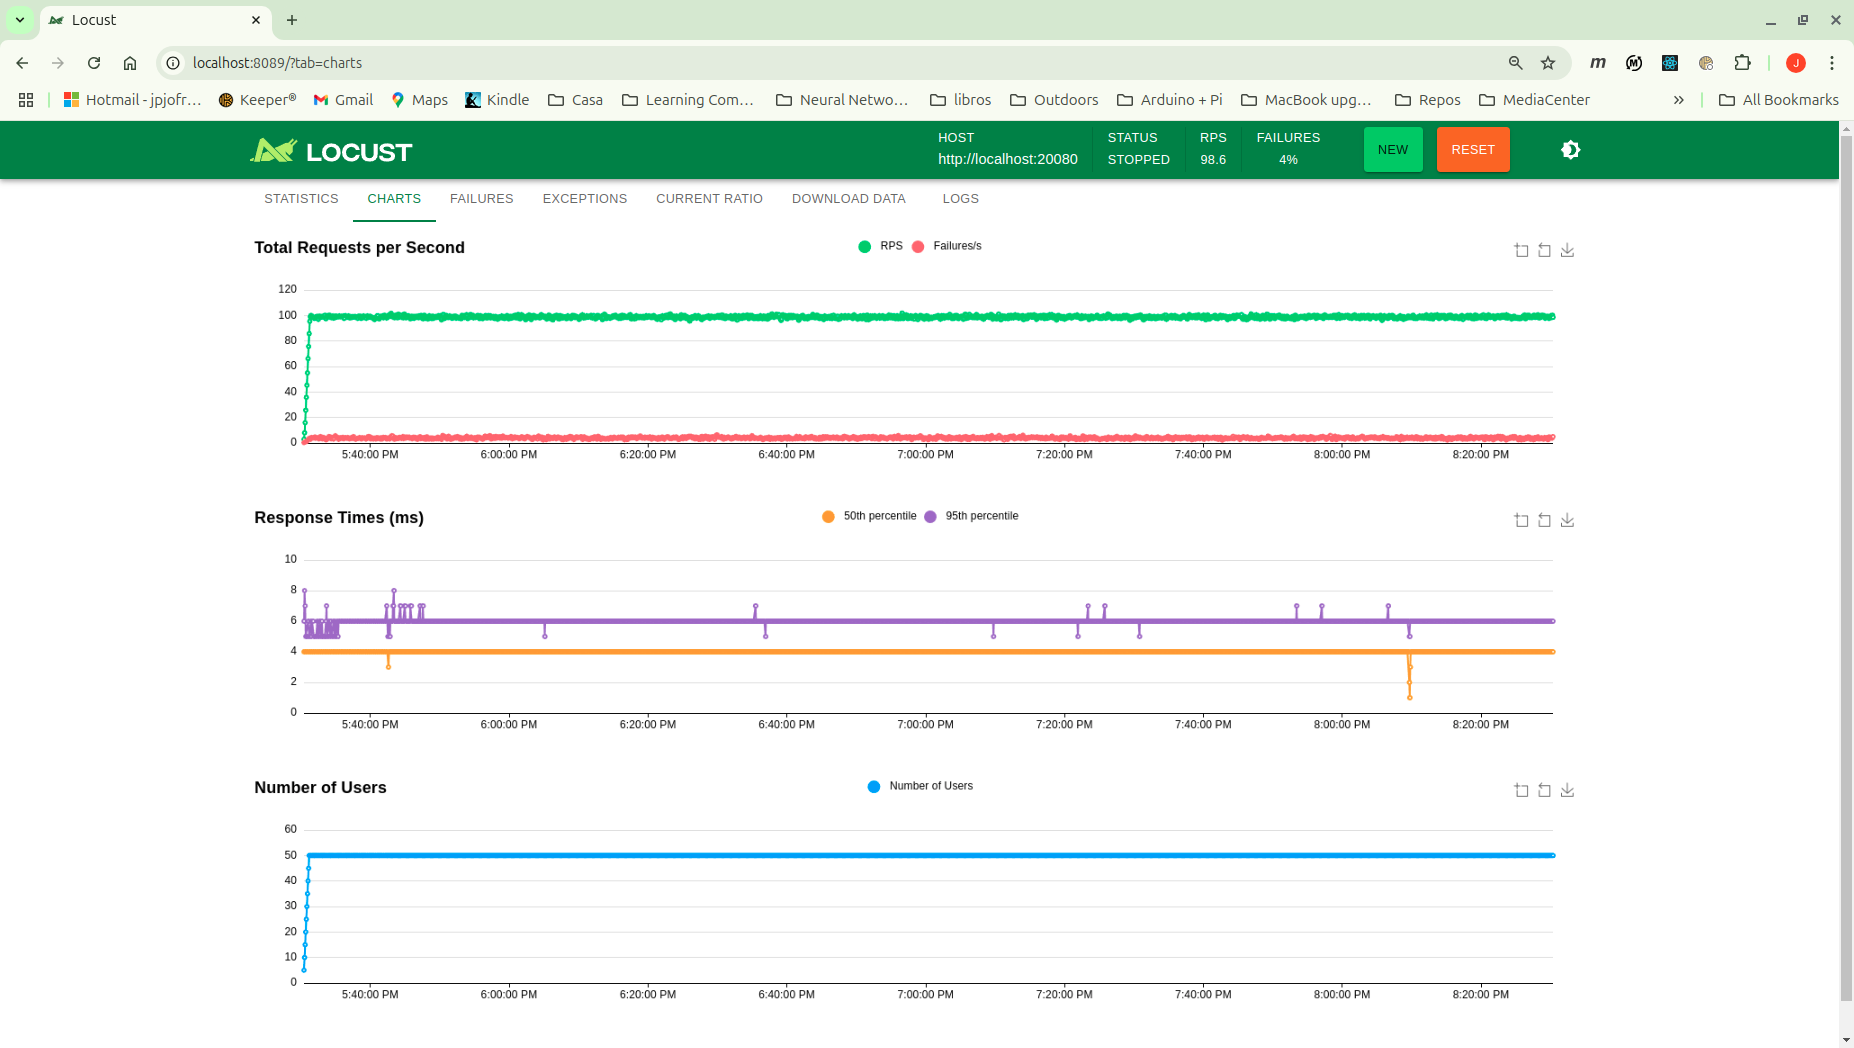 Locust
localhost:8089/?tab=charts
Hotmail - jpjofr...
Keeper®
Gmail
Maps
Kindle
Casa
Learning Com...
Neural Netwo...
libros
Outdoors
Arduino + Pi
MacBook upg...
Repos
MediaCenter
All Bookmarks
J
LOCUST
HOST
http://localhost:20080
STATUS
STOPPED
RPS
98.6
FAILURES
4%
NEW
RESET
STATISTICS
CHARTS
FAILURES
EXCEPTIONS
CURRENT RATIO
DOWNLOAD DATA
LOGS
Total Requests per Second
RPS
Failures/s
120
100
80
60
40
20
0
5:40:00 PM
6:00:00 PM
6:20:00 PM
6:40:00 PM
7:00:00 PM
7:20:00 PM
7:40:00 PM
8:00:00 PM
8:20:00 PM
Response Times (ms)
50th percentile
95th percentile
10
8
6
4
2
0
5:40:00 PM
6:00:00 PM
6:20:00 PM
6:40:00 PM
7:00:00 PM
7:20:00 PM
7:40:00 PM
8:00:00 PM
8:20:00 PM
Number of Users
Number of Users
60
50
40
30
20
10
0
5:40:00 PM
6:00:00 PM
6:20:00 PM
6:40:00 PM
7:00:00 PM
7:20:00 PM
7:40:00 PM
8:00:00 PM
8:20:00 PM